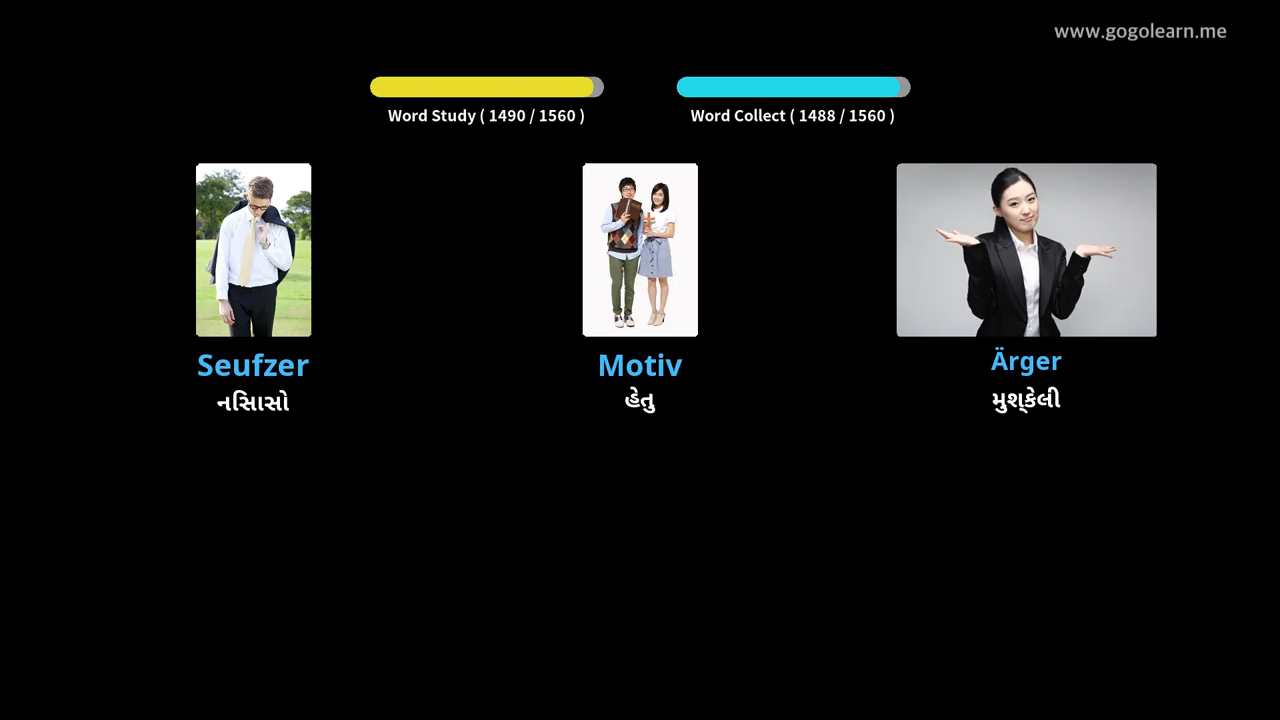 www.gogolearn.me
Word Study ( 1490 / 1560 )
Word Collect ( 1488 / 1560 )
Seufzer
Motiv
Ärger
નિસાસો
હેતુ
મુશ્કેલી